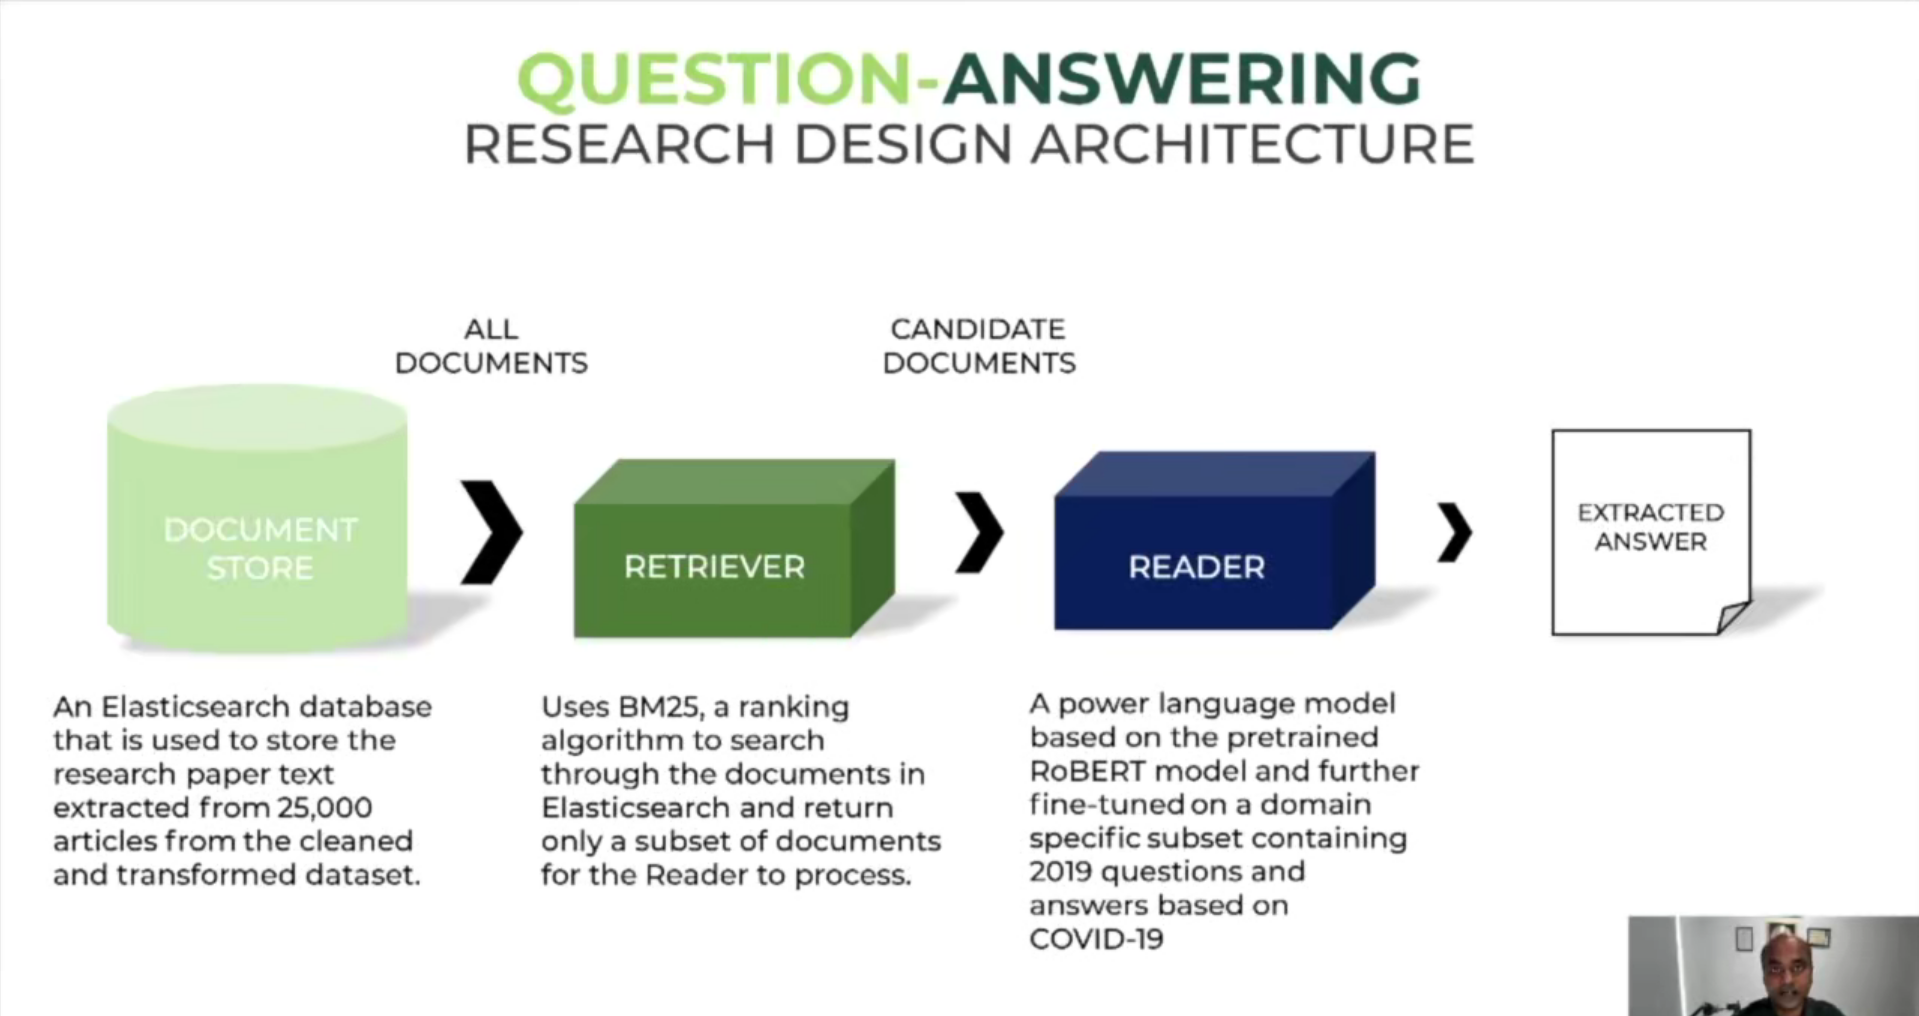 QUESTION-ANSWERING
RESEARCH DESIGN ARCHITECTURE
ALL
DOCUMENTS
CANDIDATE
DOCUMENTS
DOCUMENT
STORE
RETRIEVER
READER
EXTRACTED
ANSWER
An Elasticsearch database
that is used to store the
research paper text
extracted from 25,000
articles from the cleaned
and transformed dataset.
Uses BM25, a ranking
algorithm to search
through the documents in
Elasticsearch and return
only a subset of documents
for the Reader to process.
A power language model
based on the pretrained
RoBERT model and further
fine-tuned on a domain
specific subset containing
2019 questions and
answers based on
COVID-19